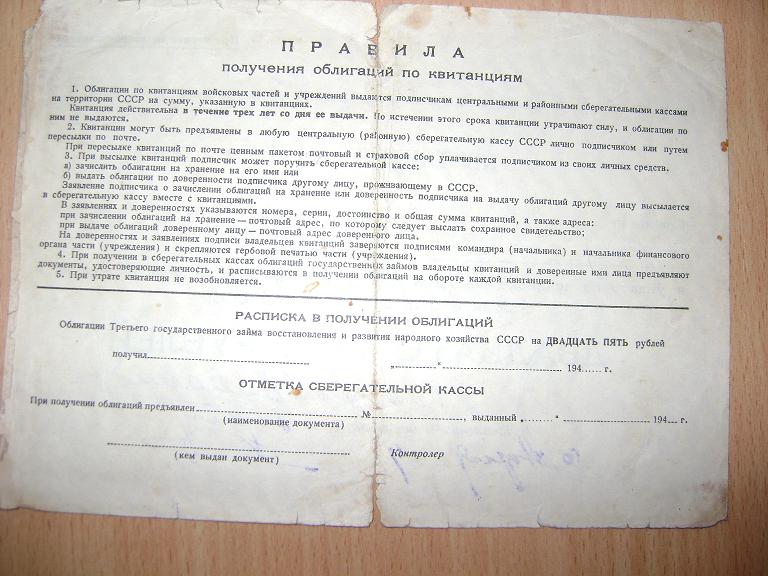 ПРАВИЛА
получения облигаций по квитанциям
1. Облигации по квитанциям войсковых частей и учреждений выдаются подписчикам центральными и районными сберегательными кассами
на территории СССР на сумму, указанную в квитанциях.
Квитанция действительна в течение трех лет со дня ее выдачи. По истечении этого срока квитанции утрачивают силу, и облигации по
ним не выдаются.
2. Квитанции могут быть предъявлены в любую центральную (районную) сберегательную кассу СССР лично подписчиком или путем
пересылки по почте.
При пересылке квитанций по почте ценным пакетом почтовый и страховой сбор уплачивается подписчиком из своих личных средств.
3. При высылке квитанций подписчик может поручить сберегательной кассе:
а) зачислить облигации на хранение на его имя или
б) выдать облигации по доверенности подписчика другому лицу, проживающему в СССР.
Заявление подписчика о зачислении облигаций на хранение или доверенность подписчика на выдачу облигаций другому лицу высылается
в сберегательную кассу вместе с квитанциями.
В заявлениях и доверенностях указываются номера, серии, достоинство и общая сумма квитанций, а также адреса:
при зачислении облигаций на хранение — почтовый адрес, по которому следует выслать сохранное свидетельство;
при выдаче облигаций доверенному лицу — почтовый адрес доверенного лица.
На доверенностях и заявлениях подписи владельцев квитанций заверяются подписями командира (начальника) и начальника финансового
органа части (учреждения) и скрепляются гербовой печатью части (учреждения).
4. При получении в сберегательных кассах облигаций государственных займов владельцы квитанций и доверенные ими лица предъявляют
документы, удостоверяющие личность, и расписываются в получении облигаций на обороте каждой квитанции.
5. При утрате квитанция не возобновляется.
РАСПИСКА В ПОЛУЧЕНИИ ОБЛИГАЦИЙ
Облигации Третьего государственного займа восстановления и развития народного хозяйства СССР на ДВАДЦАТЬ ПЯТЬ рублей
получил „ “ 194 г.
ОТМЕТКА СБЕРЕГАТЕЛЬНОЙ КАССЫ
При получении облигаций предъявлен № , выданный „ “ 194 г.
(наименование документа)
Контролер
(кем выдан документ)